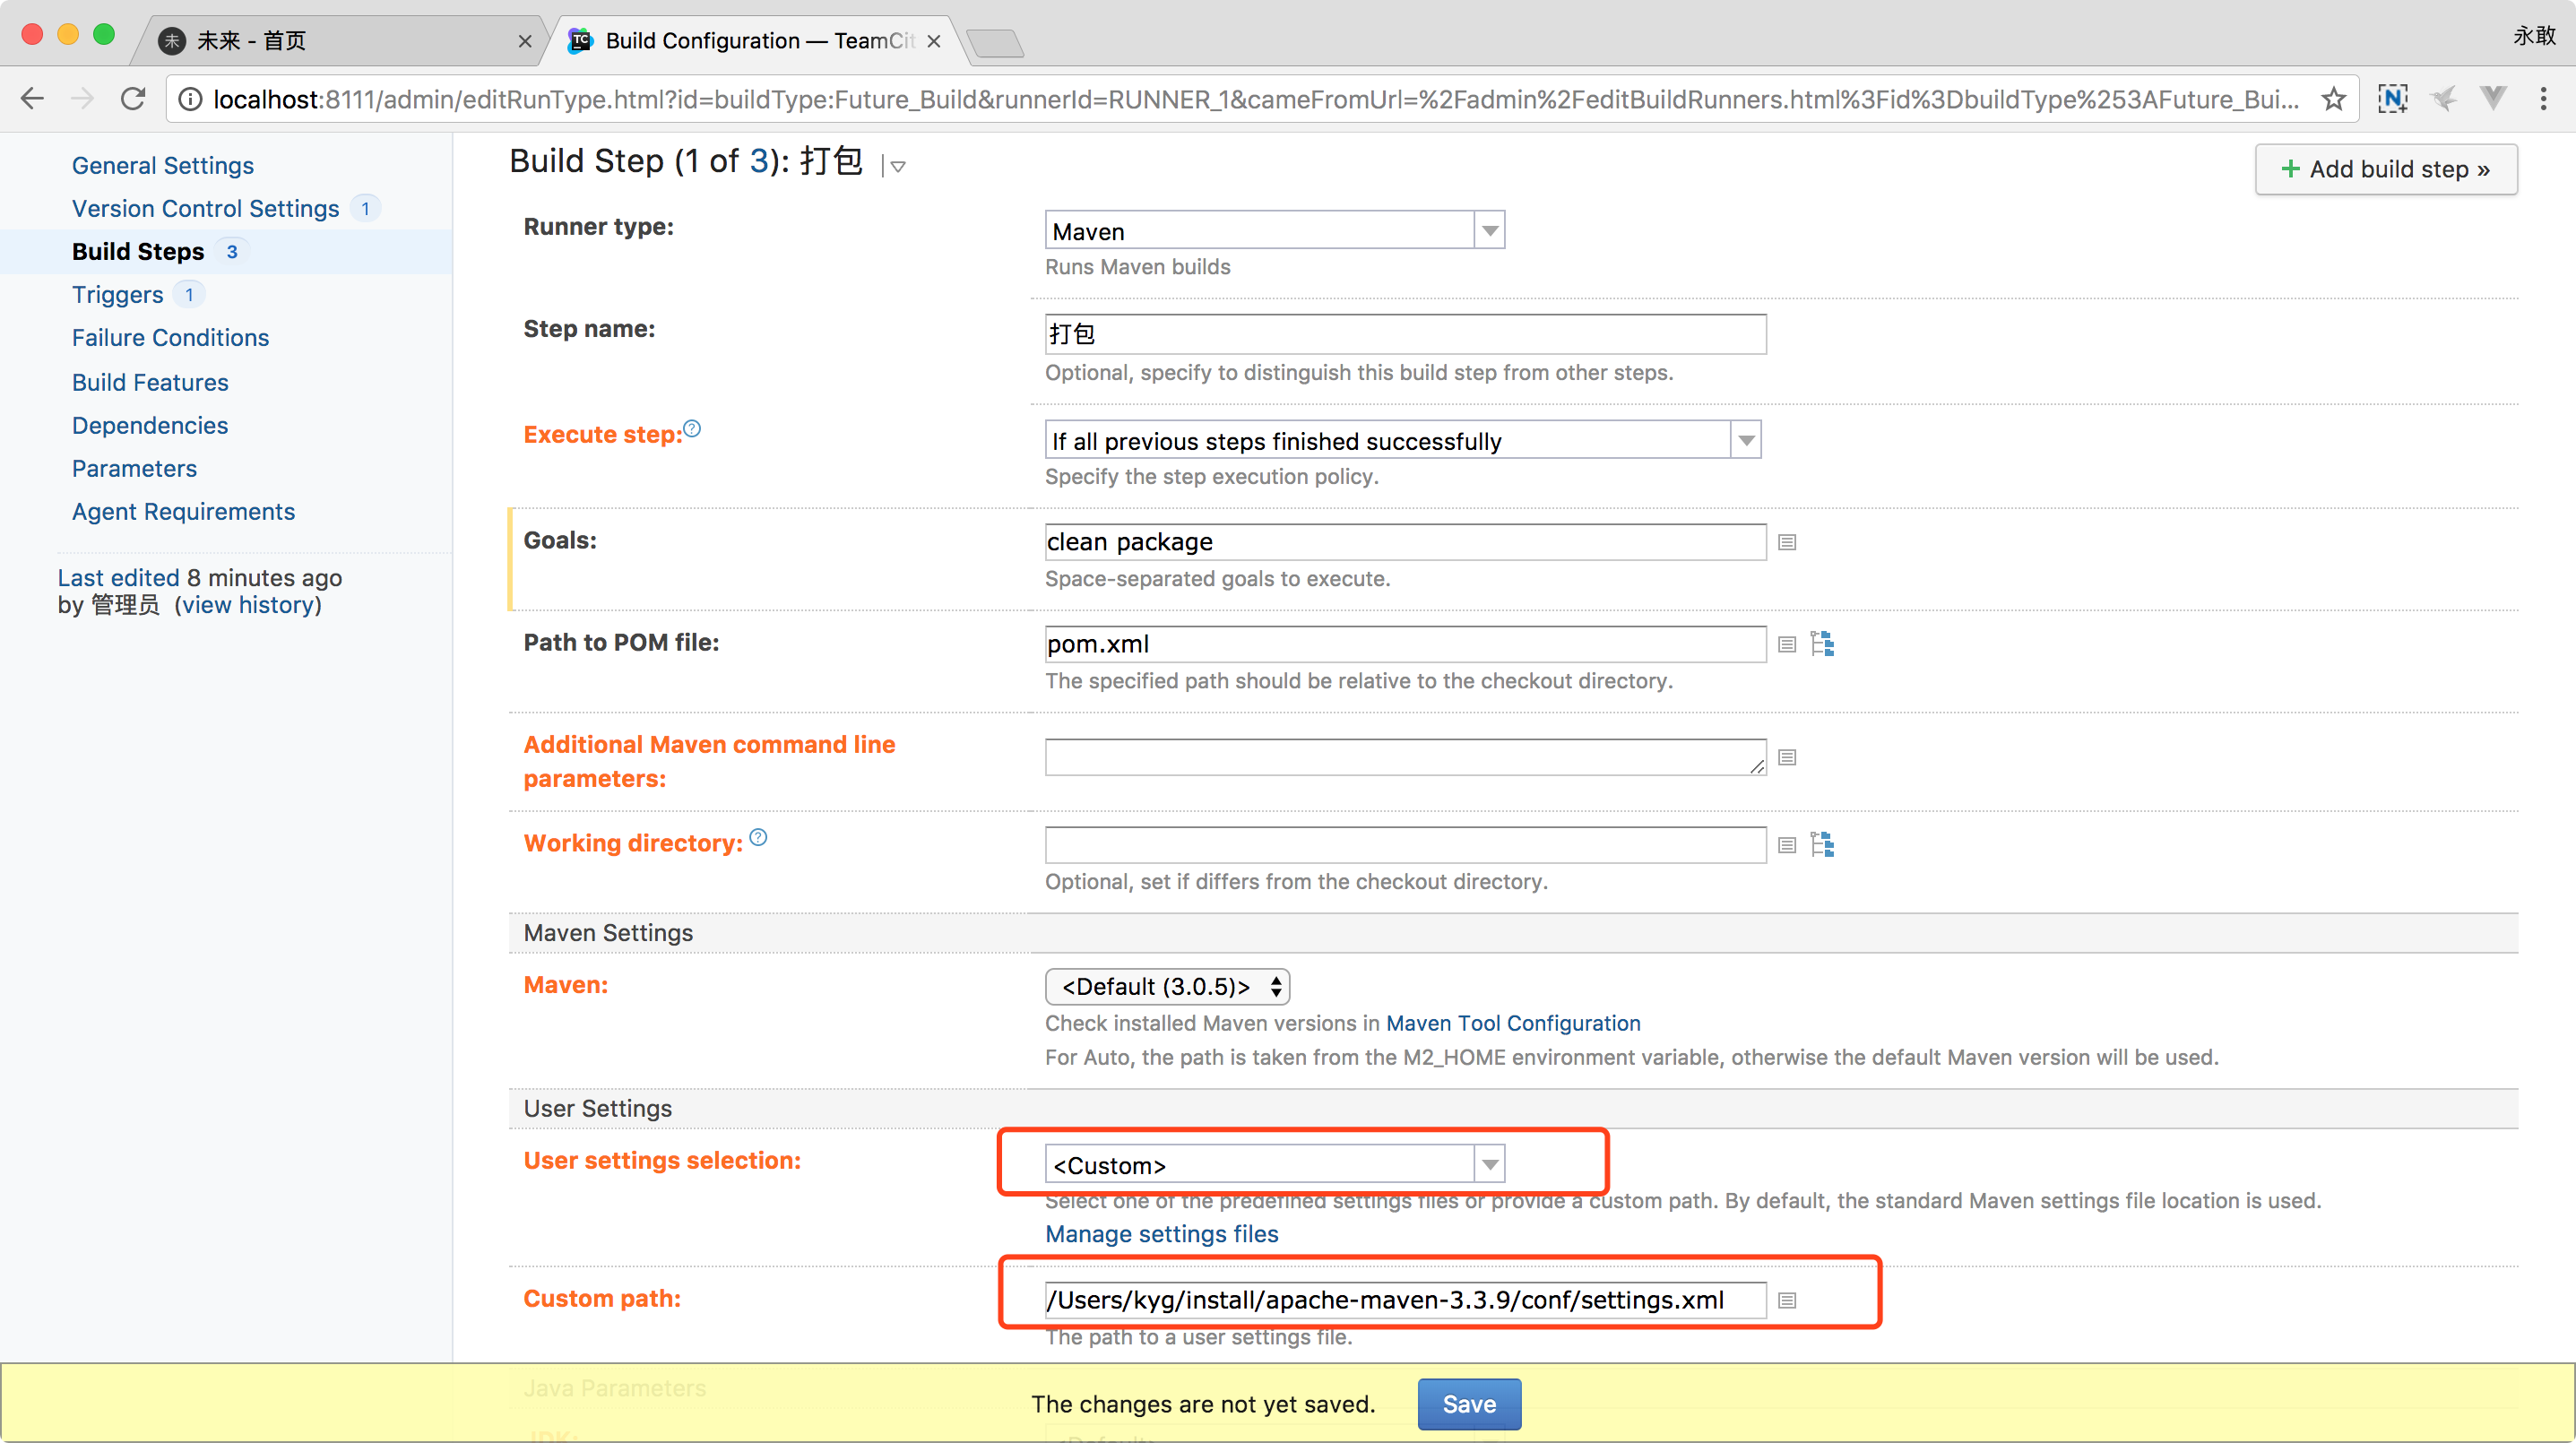 未 未来 - 首页
TC Build Configuration — TeamCit
永敢
localhost:8111/admin/editRunType.html?id=buildType:Future_Build&runnerId=RUNNER_1&cameFromUrl=%2Fadmin%2FeditBuildRunners.html%3Fid%3DbuildType%253AFuture_Bui...
General Settings
Version Control Settings 1
Build Steps 3
Triggers 1
Failure Conditions
Build Features
Dependencies
Parameters
Agent Requirements
Last edited 8 minutes ago
by 管理员 (view history)
Build Step (1 of 3): 打包
+ Add build step »
Runner type:
Maven
Runs Maven builds
Step name:
打包
Optional, specify to distinguish this build step from other steps.
Execute step:
If all previous steps finished successfully
Specify the step execution policy.
Goals:
clean package
Space-separated goals to execute.
Path to POM file:
pom.xml
The specified path should be relative to the checkout directory.
Additional Maven command line
parameters:
Working directory:
Optional, set if differs from the checkout directory.
Maven Settings
Maven:
<Default (3.0.5)>
Check installed Maven versions in Maven Tool Configuration
For Auto, the path is taken from the M2_HOME environment variable, otherwise the default Maven version will be used.
User Settings
User settings selection:
<Custom>
Select one of the predefined settings files or provide a custom path. By default, the standard Maven settings file location is used.
Manage settings files
Custom path:
/Users/kyg/install/apache-maven-3.3.9/conf/settings.xml
The path to a user settings file.
Java Parameters
The changes are not yet saved.
Save
JDK:
<Default>